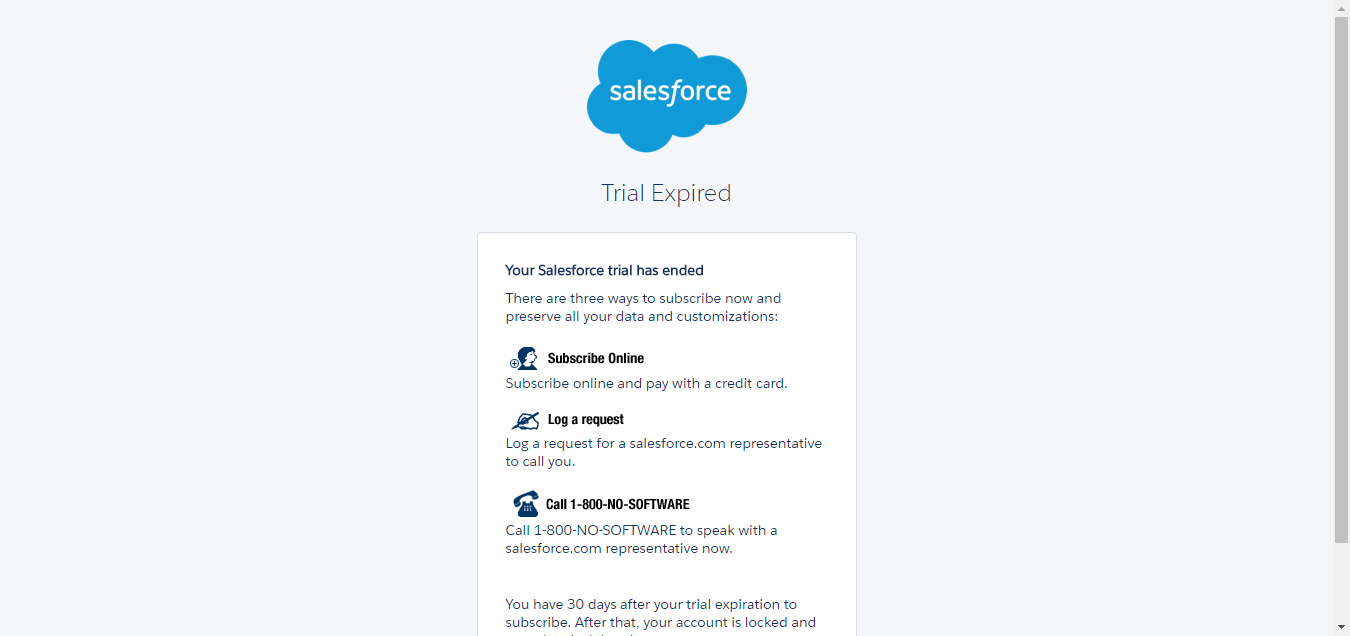 salesforce
Trial Expired
Your Salesforce trial has ended
There are three ways to subscribe now and
preserve all your data and customizations:
Subscribe Online
Subscribe online and pay with a credit card.
Log a request
Log a request for a salesforce.com representative
to call you.
Call 1-800-NO-SOFTWARE
Call 1-800-NO-SOFTWARE to speak with a
salesforce.com representative now.
You have 30 days after your trial expiration to
subscribe. After that, your account is locked and